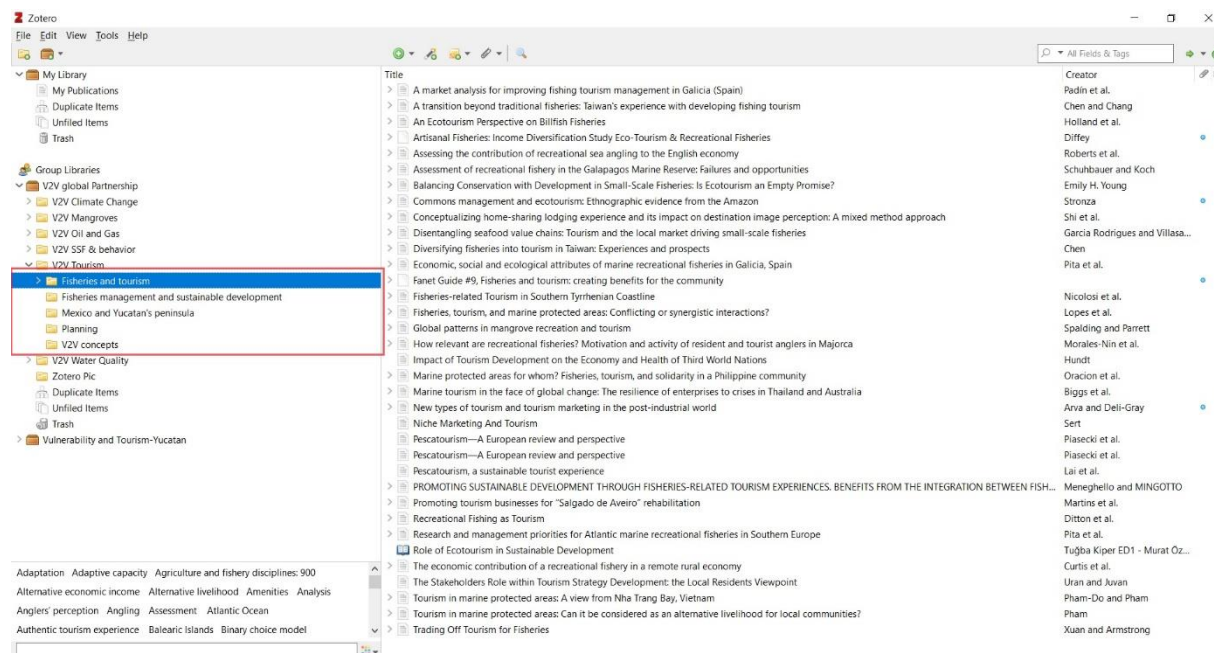 Zotero
File Edit View Tools Help
All Fields & Tags
My Library
My Publications
Duplicate Items
Unfiled Items
Trash
Group Libraries
V2V global Partnership
V2V Climate Change
V2V Mangroves
V2V Oil and Gas
V2V SSF & behavior
V2V Tourism
Fisheries and tourism
Fisheries management and sustainable development
Mexico and Yucatan's peninsula
Planning
V2V concepts
V2V Water Quality
Zotero Pic
Duplicate Items
Unfiled Items
Trash
Vulnerability and Tourism-Yucatan
Adaptation Adaptive capacity Agriculture and fishery disciplines: 900
Alternative economic income Alternative livelihood Amenities Analysis
Anglers' perception Angling Assessment Atlantic Ocean
Authentic tourism experience Balearic Islands Binary choice model
Title Creator
A market analysis for improving fishing tourism management in Galicia (Spain) Padín et al.
A transition beyond traditional fisheries: Taiwan's experience with developing fishing tourism Chen and Chang
An Ecotourism Perspective on Billfish Fisheries Holland et al.
Artisanal Fisheries: Income Diversification Study Eco-Tourism & Recreational Fisheries Diffey
Assessing the contribution of recreational sea angling to the English economy Roberts et al.
Assessment of recreational fishery in the Galapagos Marine Reserve: Failures and opportunities Schuhbauer and Koch
Balancing Conservation with Development in Small-Scale Fisheries: Is Ecotourism an Empty Promise? Emily H. Young
Commons management and ecotourism: Ethnographic evidence from the Amazon Stronza
Conceptualizing home-sharing lodging experience and its impact on destination image perception: A mixed method approach Shi et al.
Disentangling seafood value chains: Tourism and the local market driving small-scale fisheries Garcia Rodrigues and Villasa...
Diversifying fisheries into tourism in Taiwan: Experiences and prospects Chen
Economic, social and ecological attributes of marine recreational fisheries in Galicia, Spain Pita et al.
Fanet Guide #9, Fisheries and tourism: creating benefits for the community
Fisheries-related Tourism in Southern Tyrrhenian Coastline Nicolosi et al.
Fisheries, tourism, and marine protected areas: Conflicting or synergistic interactions? Lopes et al.
Global patterns in mangrove recreation and tourism Spalding and Parrett
How relevant are recreational fisheries? Motivation and activity of resident and tourist anglers in Majorca Morales-Nin et al.
Impact of Tourism Development on the Economy and Health of Third World Nations Hundt
Marine protected areas for whom? Fisheries, tourism, and solidarity in a Philippine community Oracion et al.
Marine tourism in the face of global change: The resilience of enterprises to crises in Thailand and Australia Biggs et al.
New types of tourism and tourism marketing in the post-industrial world Arva and Deli-Gray
Niche Marketing And Tourism Sert
Pescatourism—A European review and perspective Piasecki et al.
Pescatourism—A European review and perspective Piasecki et al.
Pescatourism, a sustainable tourist experience Lai et al.
PROMOTING SUSTAINABLE DEVELOPMENT THROUGH FISHERIES-RELATED TOURISM EXPERIENCES. BENEFITS FROM THE INTEGRATION BETWEEN FISH... Meneghello and MINGOTTO
Promoting tourism businesses for "Salgado de Aveiro" rehabilitation Martins et al.
Recreational Fishing as Tourism Ditton et al.
Research and management priorities for Atlantic marine recreational fisheries in Southern Europe Pita et al.
Role of Ecotourism in Sustainable Development Tuğba Kiper ED1 - Murat Öz...
The economic contribution of a recreational fishery in a remote rural economy Curtis et al.
The Stakeholders Role within Tourism Strategy Development: the Local Residents Viewpoint Uran and Juvan
Tourism in marine protected areas: A view from Nha Trang Bay, Vietnam Pham-Do and Pham
Tourism in marine protected areas: Can it be considered as an alternative livelihood for local communities? Pham
Trading Off Tourism for Fisheries Xuan and Armstrong